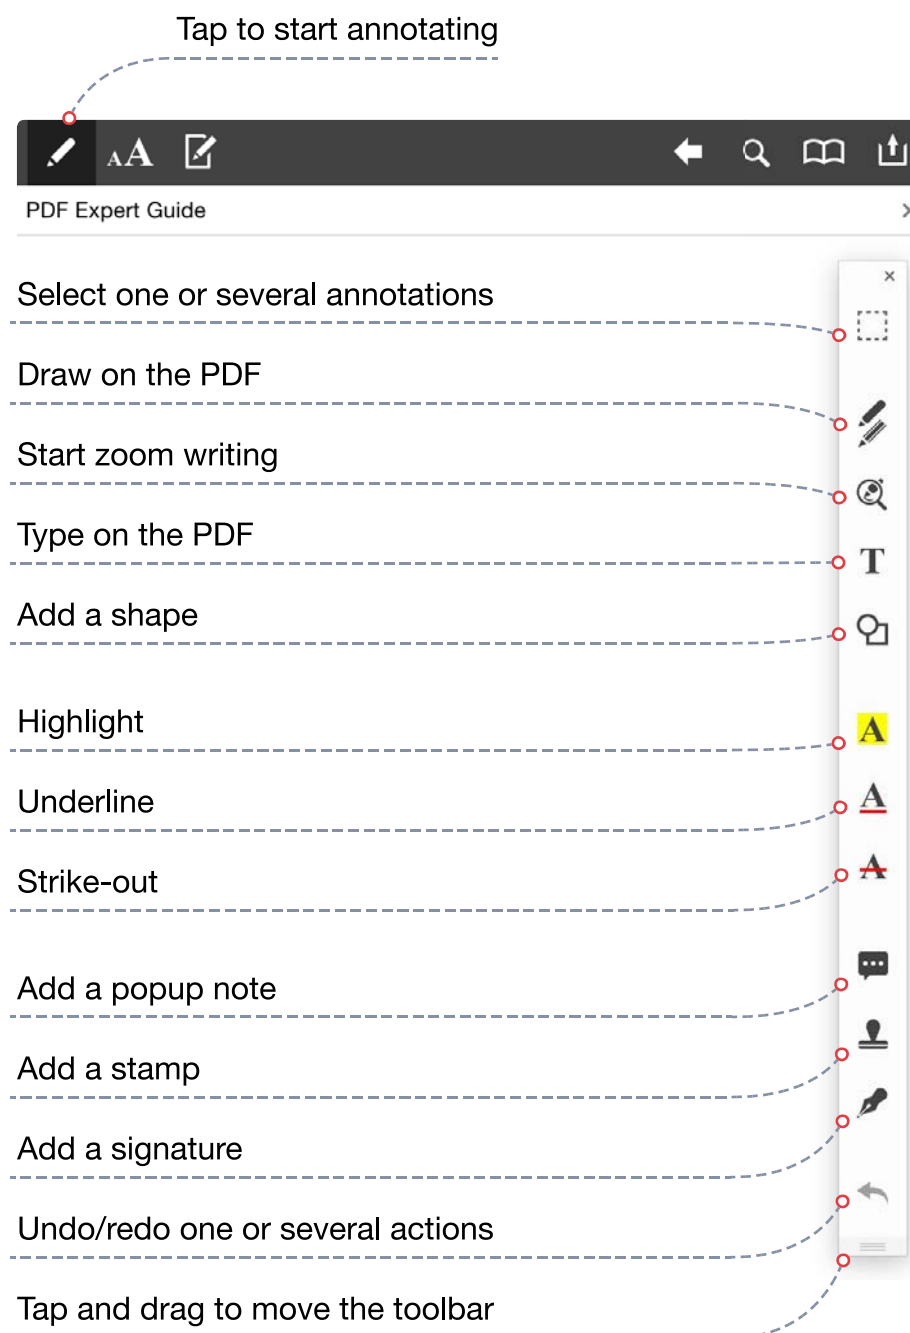 Tap to start annotating
AA
PDF Expert Guide
Select one or several annotations
Draw on the PDF
Start zoom writing
Type on the PDF
T
Add a shape
Highlight
A
Underline
A
Strike-out
A
Add a popup note
Add a stamp
Add a signature
Undo/redo one or several actions
Tap and drag to move the toolbar